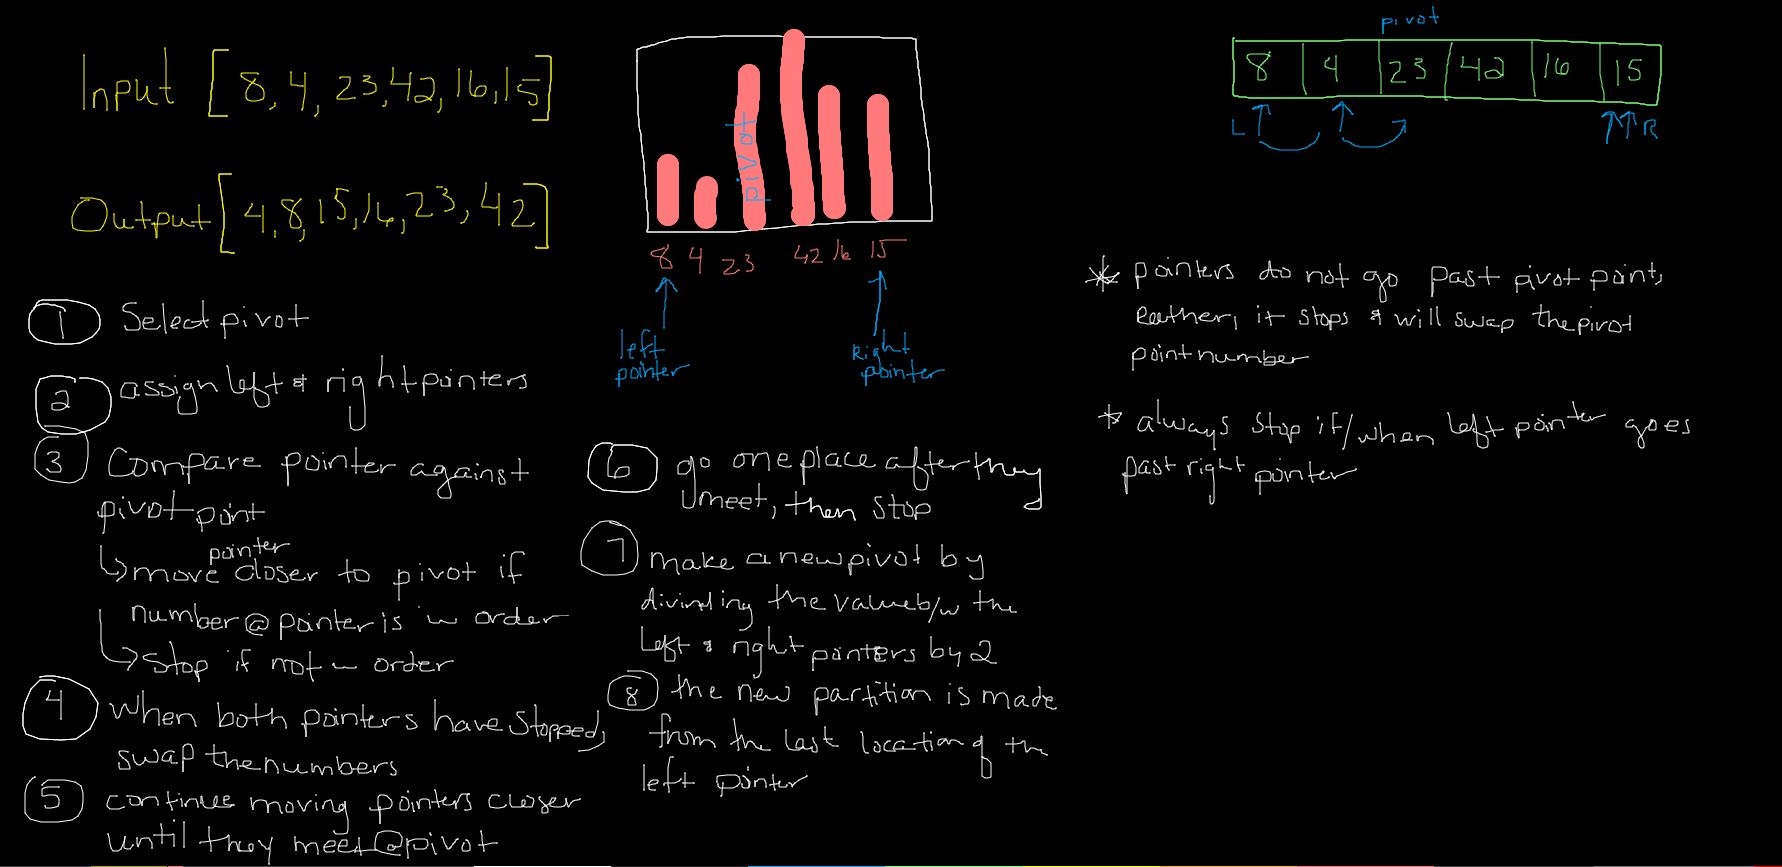 Input [8, 4, 23, 42, 16, 15]
Output [4, 8, 15, 16, 23, 42]
① Select pivot
② assign left & right pointers
③ Compare pointer against
pivot point
pointer
↳ move closer to pivot if
number @ pointer is in order
↳ stop if not in order
④ when both pointers have stopped,
swap the numbers
⑤ continue moving pointers closer
until they meet @ pivot
pivot
8 4 23 42 16 15
left
pointer
Right
pointer
⑥ go one place after they
meet, then stop
⑦ make a new pivot by
dividing the value b/w the
left & right pointers by 2
⑧ the new partition is made
from the last location of the
left pointer
pivot
8 4 23 42 16 15
L R
* pointers do not go past pivot point,
Rather, it stops & will swap the pivot
point number
* always stop if/when left pointer goes
past right pointer